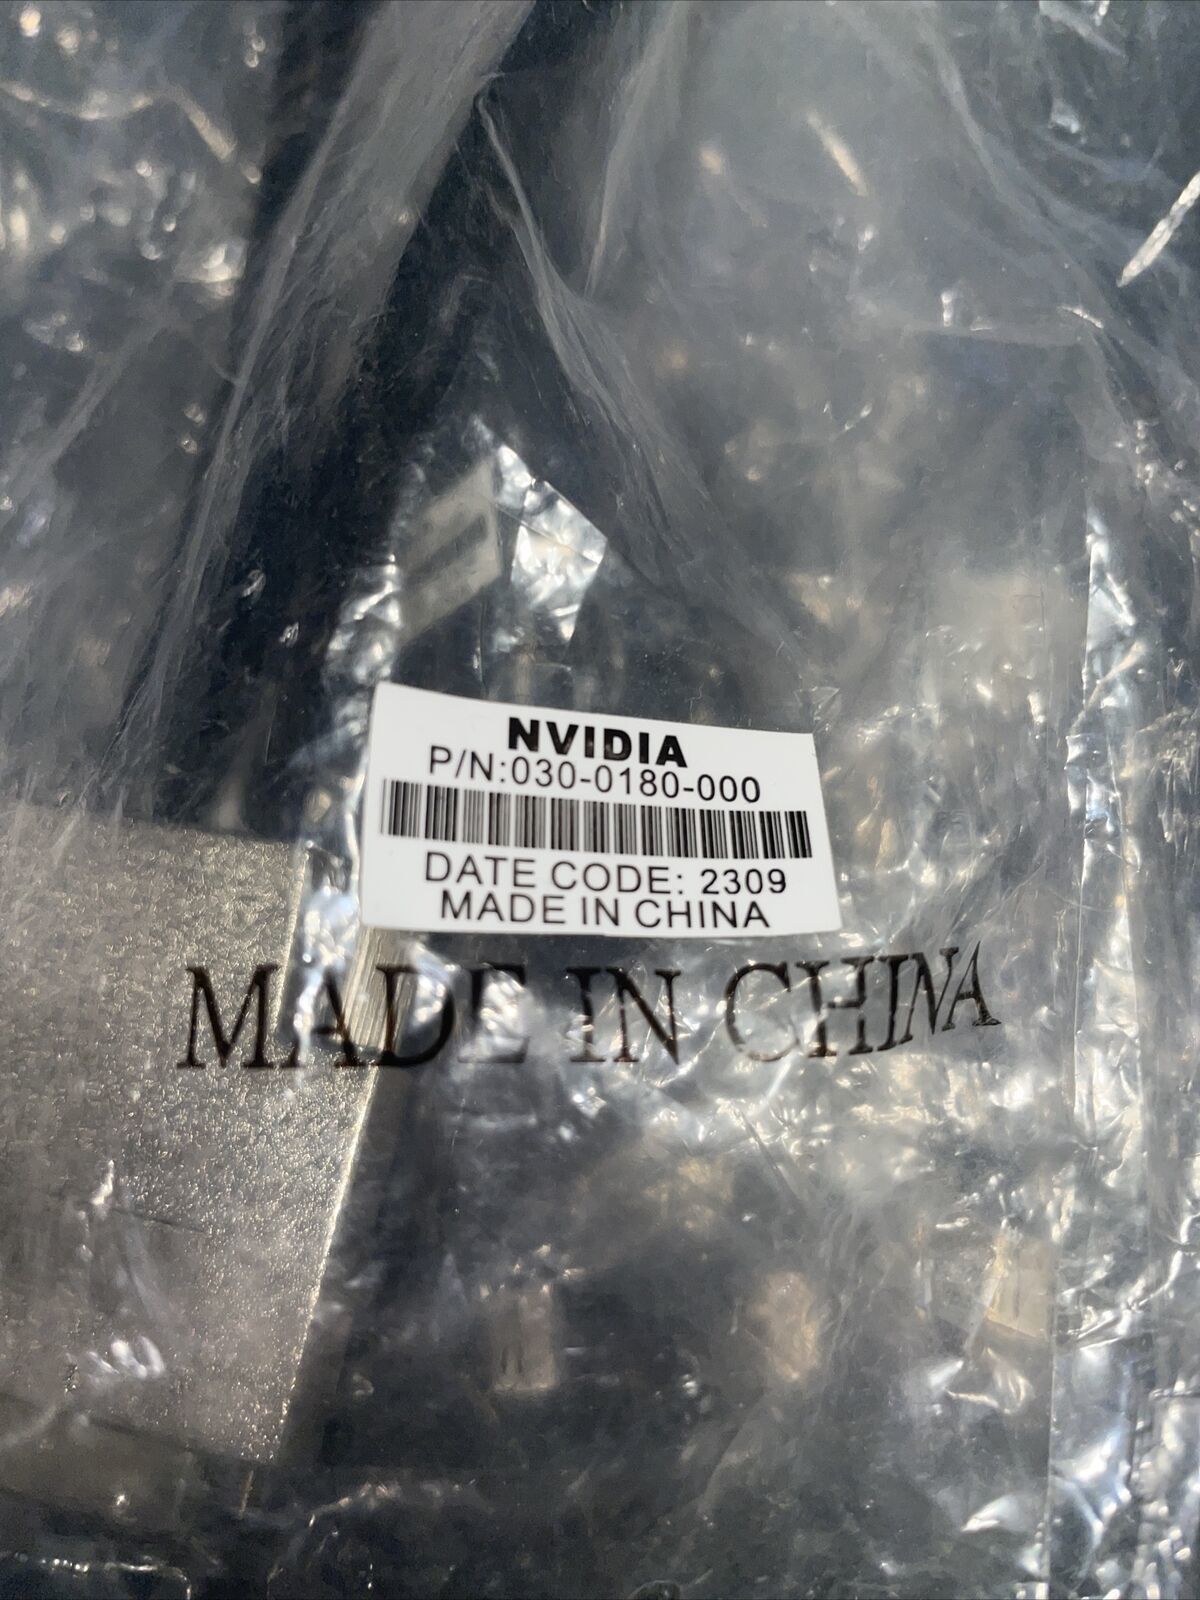 NVIDIA
P/N:030-0180-000
DATE CODE: 2309
MADE IN CHINA
MADE IN CHINA